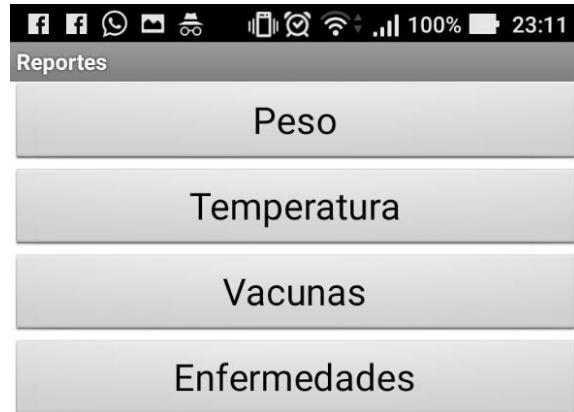 100% 23:11
Reportes
Peso
Temperatura
Vacunas
Enfermedades